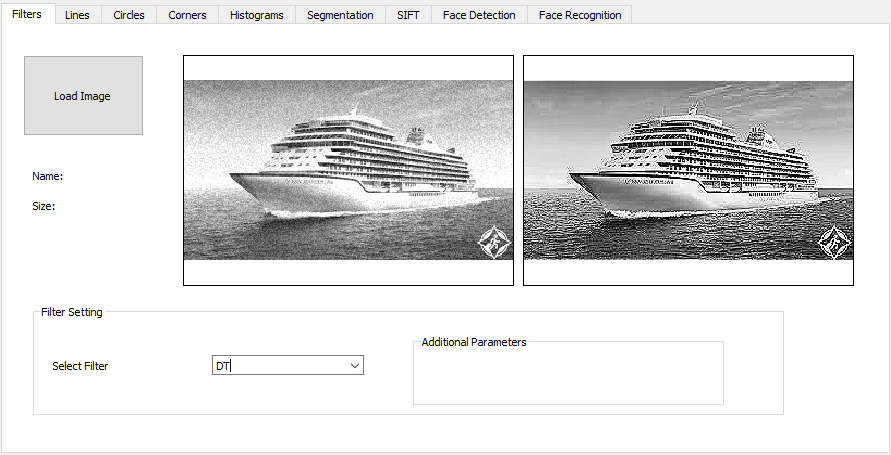 Filters Lines Circles Corners Histograms Segmentation SIFT Face Detection Face Recognition
Load Image
Name:
Size:
Filter Setting
Select Filter
DT
Additional Parameters